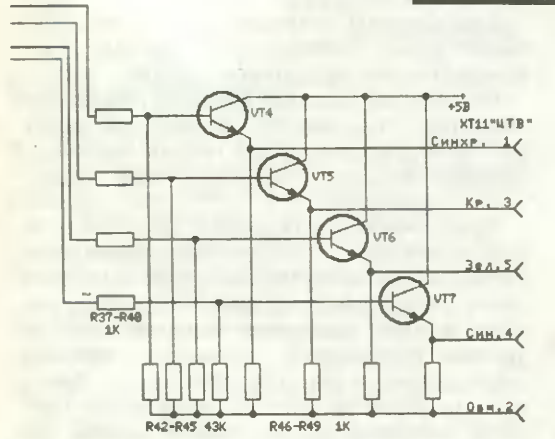 VT4
+5В
ХТ11"ЦТВ"
Синхр. 1
VT5
Кр. 3
VT6
Зел.5
VT7
R37-R40
1К
Син.4
R42-R45 43К
R46-R49 1К
Общ.2